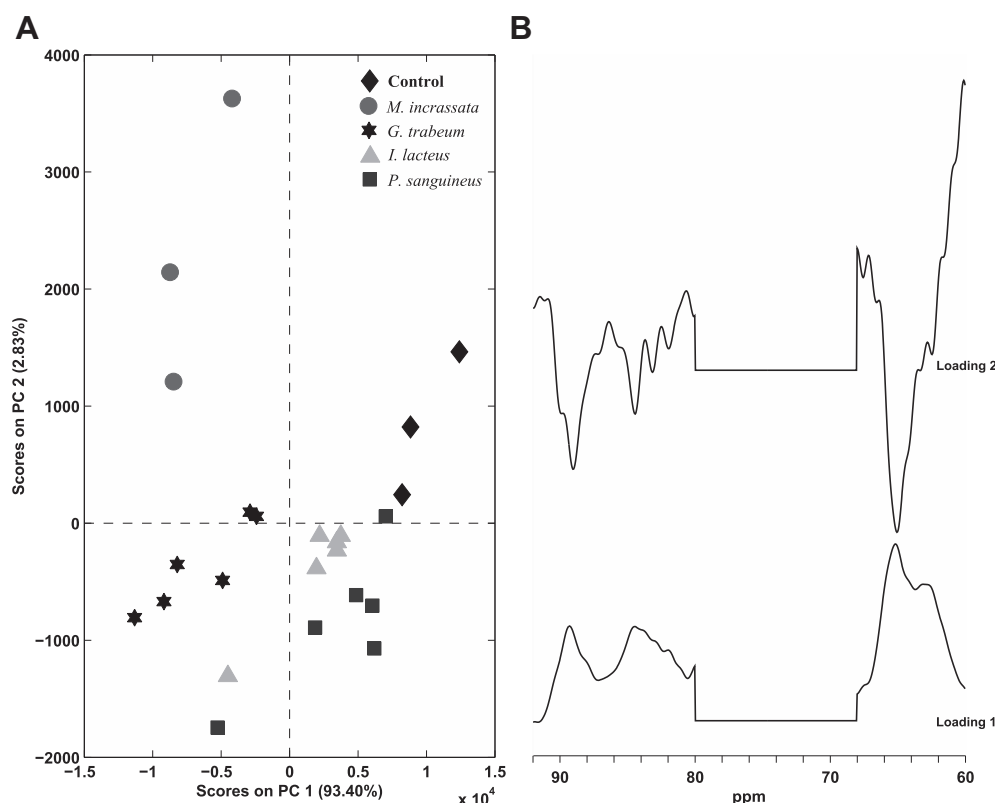 A
B
4000
3000
2000
1000
0
−1000
−2000
Scores on PC 2 (2.83%)
Control
M. incrassata
G. trabeum
I. lacteus
P. sanguineus
−1.5
−1
−0.5
0
0.5
1
1.5
Scores on PC 1 (93.40%)
x 10⁴
Loading 2
Loading 1
90
80
70
60
ppm